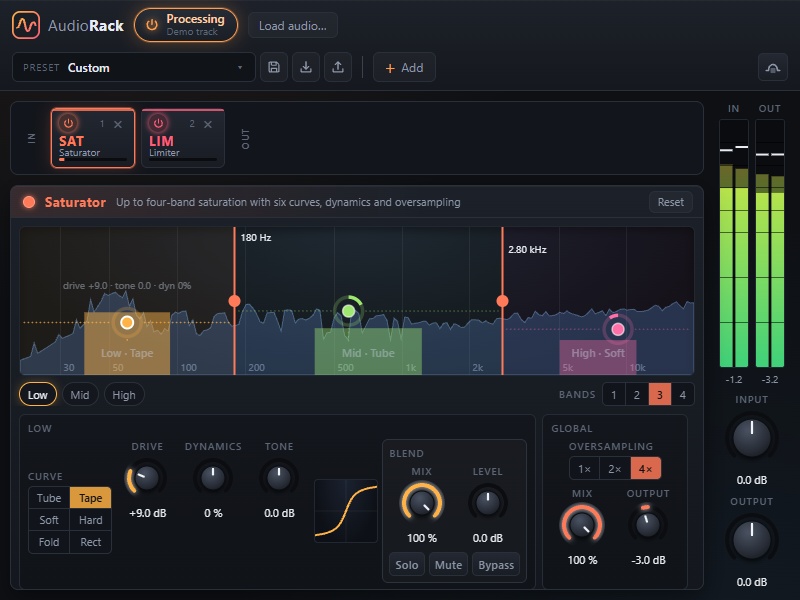 AudioRack
Processing
Demo track
Load audio...
PRESET Custom
+ Add
IN
1
SAT
Saturator
2
LIM
Limiter
OUT
IN OUT
Saturator Up to four-band saturation with six curves, dynamics and oversampling
Reset
180 Hz
2.80 kHz
drive +9.0 · tone 0.0 · dyn 0%
Low · Tape
Mid · Tube
High · Soft
30 60 100 200 500 1k 2k 5k 10k
-1.2 -3.2
Low Mid High
BANDS 1 2 3 4
INPUT
0.0 dB
OUTPUT
0.0 dB
LOW
CURVE
Tube Tape
Soft Hard
Fold Rect
DRIVE DYNAMICS TONE
+9.0 dB 0 % 0.0 dB
BLEND
MIX LEVEL
100 % 0.0 dB
Solo Mute Bypass
GLOBAL
OVERSAMPLING
1× 2× 4×
MIX OUTPUT
100 % -3.0 dB